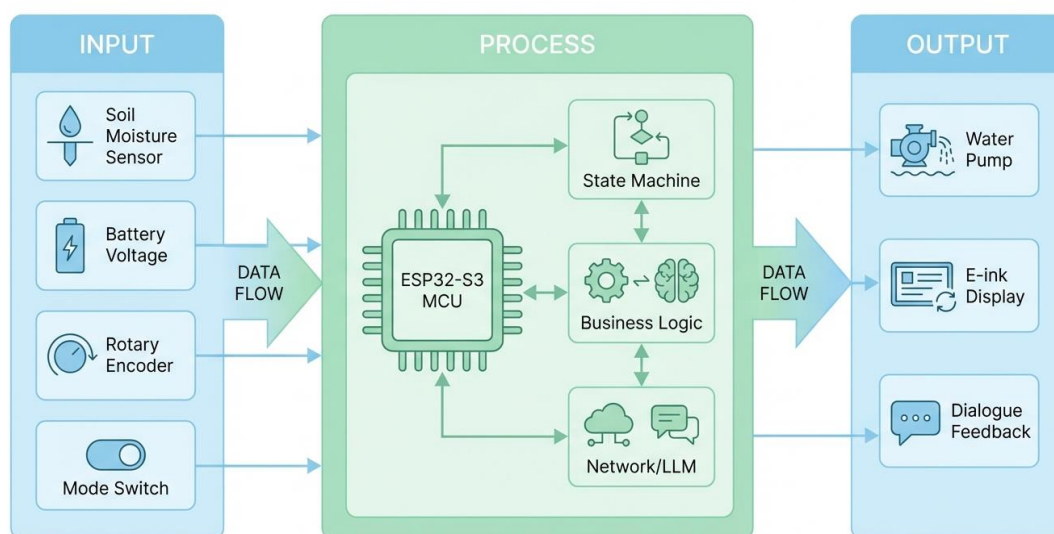 INPUT
Soil
Moisture
Sensor
Battery
Voltage
Rotary
Encoder
Mode Switch
DATA
FLOW
PROCESS
ESP32-S3
MCU
State Machine
Business Logic
Network/LLM
DATA
FLOW
OUTPUT
Water
Pump
E-ink
Display
Dialogue
Feedback